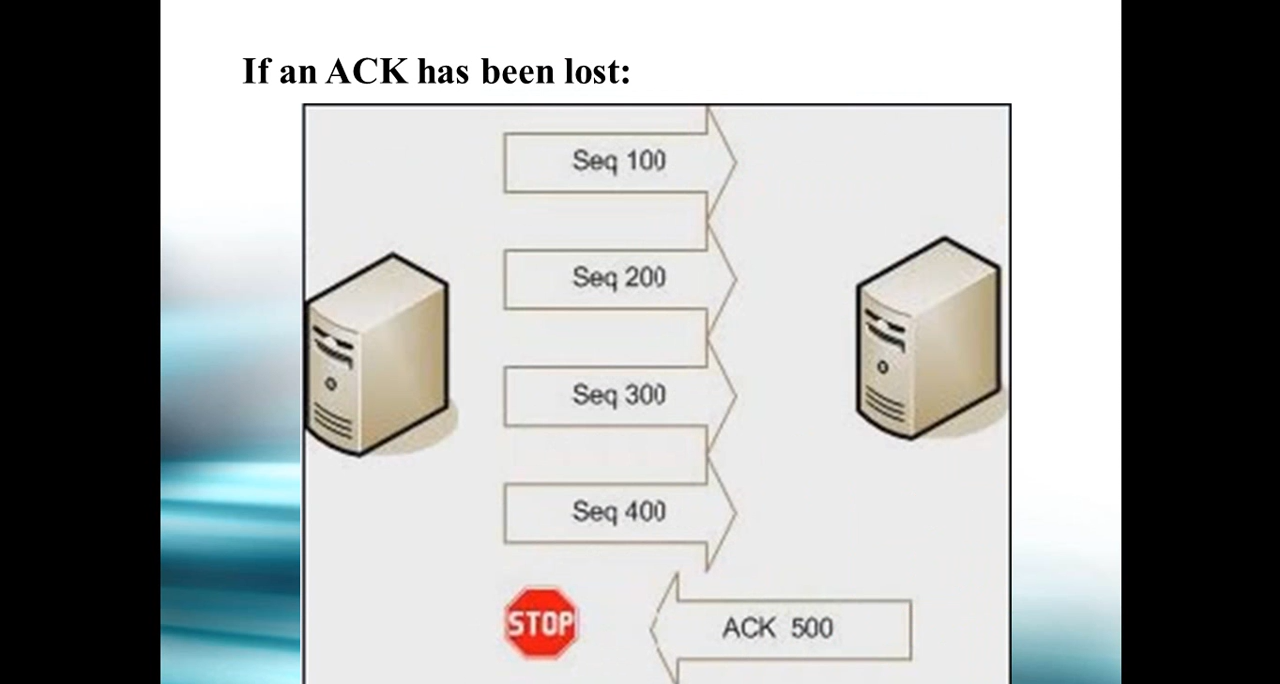 If an ACK has been lost:
Seq 100
Seq 200
Seq 300
Seq 400
STOP
ACK 500